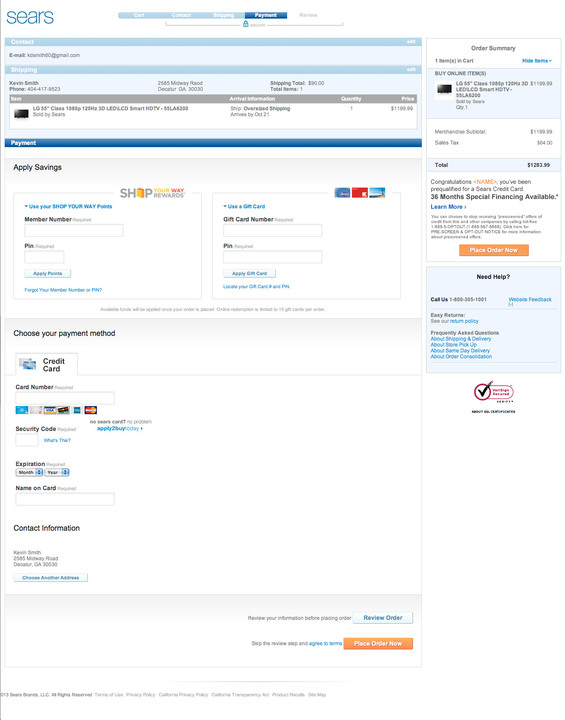 sears
Cart Contact Shipping Payment Review
SECURE
Contact edit
E-mail: kdsmith60@gmail.com
Shipping edit
Kevin Smith 2585 Midway Raod Shipping Total: $90.00
Phone: 404-417-9523 Decatur GA, 30030 Total Items: 1
Item Arrival Information Quantity Price
LG 55" Class 1080p 120Hz 3D LED\LCD Smart HDTV - Ship: Oversized Shipping 1 $1199.99
55LA6200 Arrives by Oct 21
Sold by Sears
Payment
Apply Savings
SHOP YOUR WAY REWARDS
Use your SHOP YOUR WAY Points
Member Number Required
Pin Required
Apply Points
Forgot Your Member Number or PIN?
Use a Gift Card
Gift Card Number Required
Pin Required
Apply Gift Card
Locate your Gift Card # and PIN
Available funds will be applied once your order is placed. Online redemption is limited to 15 gift cards per order.
Choose your payment method
Credit
Card
Card Number Required
VISA
no sears card? no problem
apply2buytoday
Security Code Required
What's This?
Expiration Required
Month Year
Name on Card Required
Contact Information
Kevin Smith
2585 Midway Road
Decatur, GA 30030
Choose Another Address
Review your information before placing order Review Order
Skip the review step and agree to terms Place Order Now
Order Summary
1 Item(s) in Cart Hide Items
BUY ONLINE ITEM(S)
LG 55" Class 1080p 120Hz 3D $1199.99
LED\LCD Smart HDTV -
55LA6200
Sold by Sears
Qty.1
Merchandise Subtotal: $1199.99
Sales Tax $84.00
Total $1283.99
Congratulations <NAME>, you've been
prequalified for a Sears Credit Card.
36 Months Special Financing Available.*
Learn More ›
You can choose to stop receiving "prescreened" offers of
credit from this and other companies by calling toll-free
1-888-5-OPTOUT (1-888-567-8688). Click here for
PRE-SCREEN & OPT-OUT NOTICE for more information
about prescreened offers.
Place Order Now
Need Help?
Call Us 1-800-305-1001 Website Feedback
[-]
Easy Returns:
See our return policy
Frequently Asked Questions
About Shipping & Delivery
About Store Pick Up
About Same Day Delivery
About Order Consolidation
VeriSign
Secured
VERIFY
ABOUT SSL CERTIFICATES
013 Sears Brands, LLC. All Rights Reserved Terms of Use Privacy Policy California Privacy Policy California Transparency Act Product Recalls Site Map